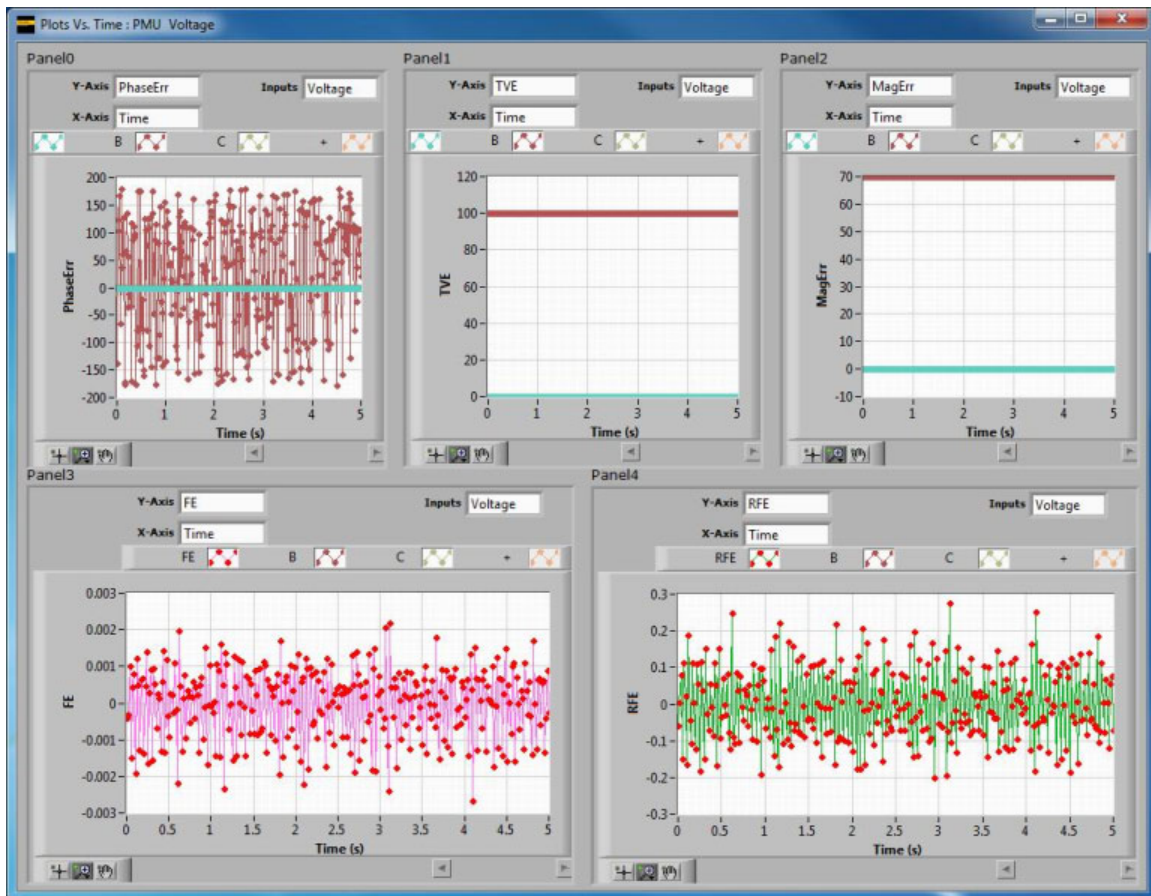 Plots Vs. Time : PMU Voltage
Panel0
Y-Axis PhaseErr Inputs Voltage
X-Axis Time
B C +
200
150
100
50
0
-50
-100
-150
-200
PhaseErr
0 1 2 3 4 5
Time (s)
Panel1
Y-Axis TVE Inputs Voltage
X-Axis Time
B C +
120
100
80
60
40
20
0
TVE
0 1 2 3 4 5
Time (s)
Panel2
Y-Axis MagErr Inputs Voltage
X-Axis Time
B C +
70
60
50
40
30
20
10
0
-10
MagErr
0 1 2 3 4 5
Time (s)
Panel3
Y-Axis FE Inputs Voltage
X-Axis Time
FE B C +
0.003
0.002
0.001
0
-0.001
-0.002
-0.003
FE
0 0.5 1 1.5 2 2.5 3 3.5 4 4.5 5
Time (s)
Panel4
Y-Axis RFE Inputs Voltage
X-Axis Time
RFE B C +
0.3
0.2
0.1
0
-0.1
-0.2
-0.3
RFE
0 0.5 1 1.5 2 2.5 3 3.5 4 4.5 5
Time (s)